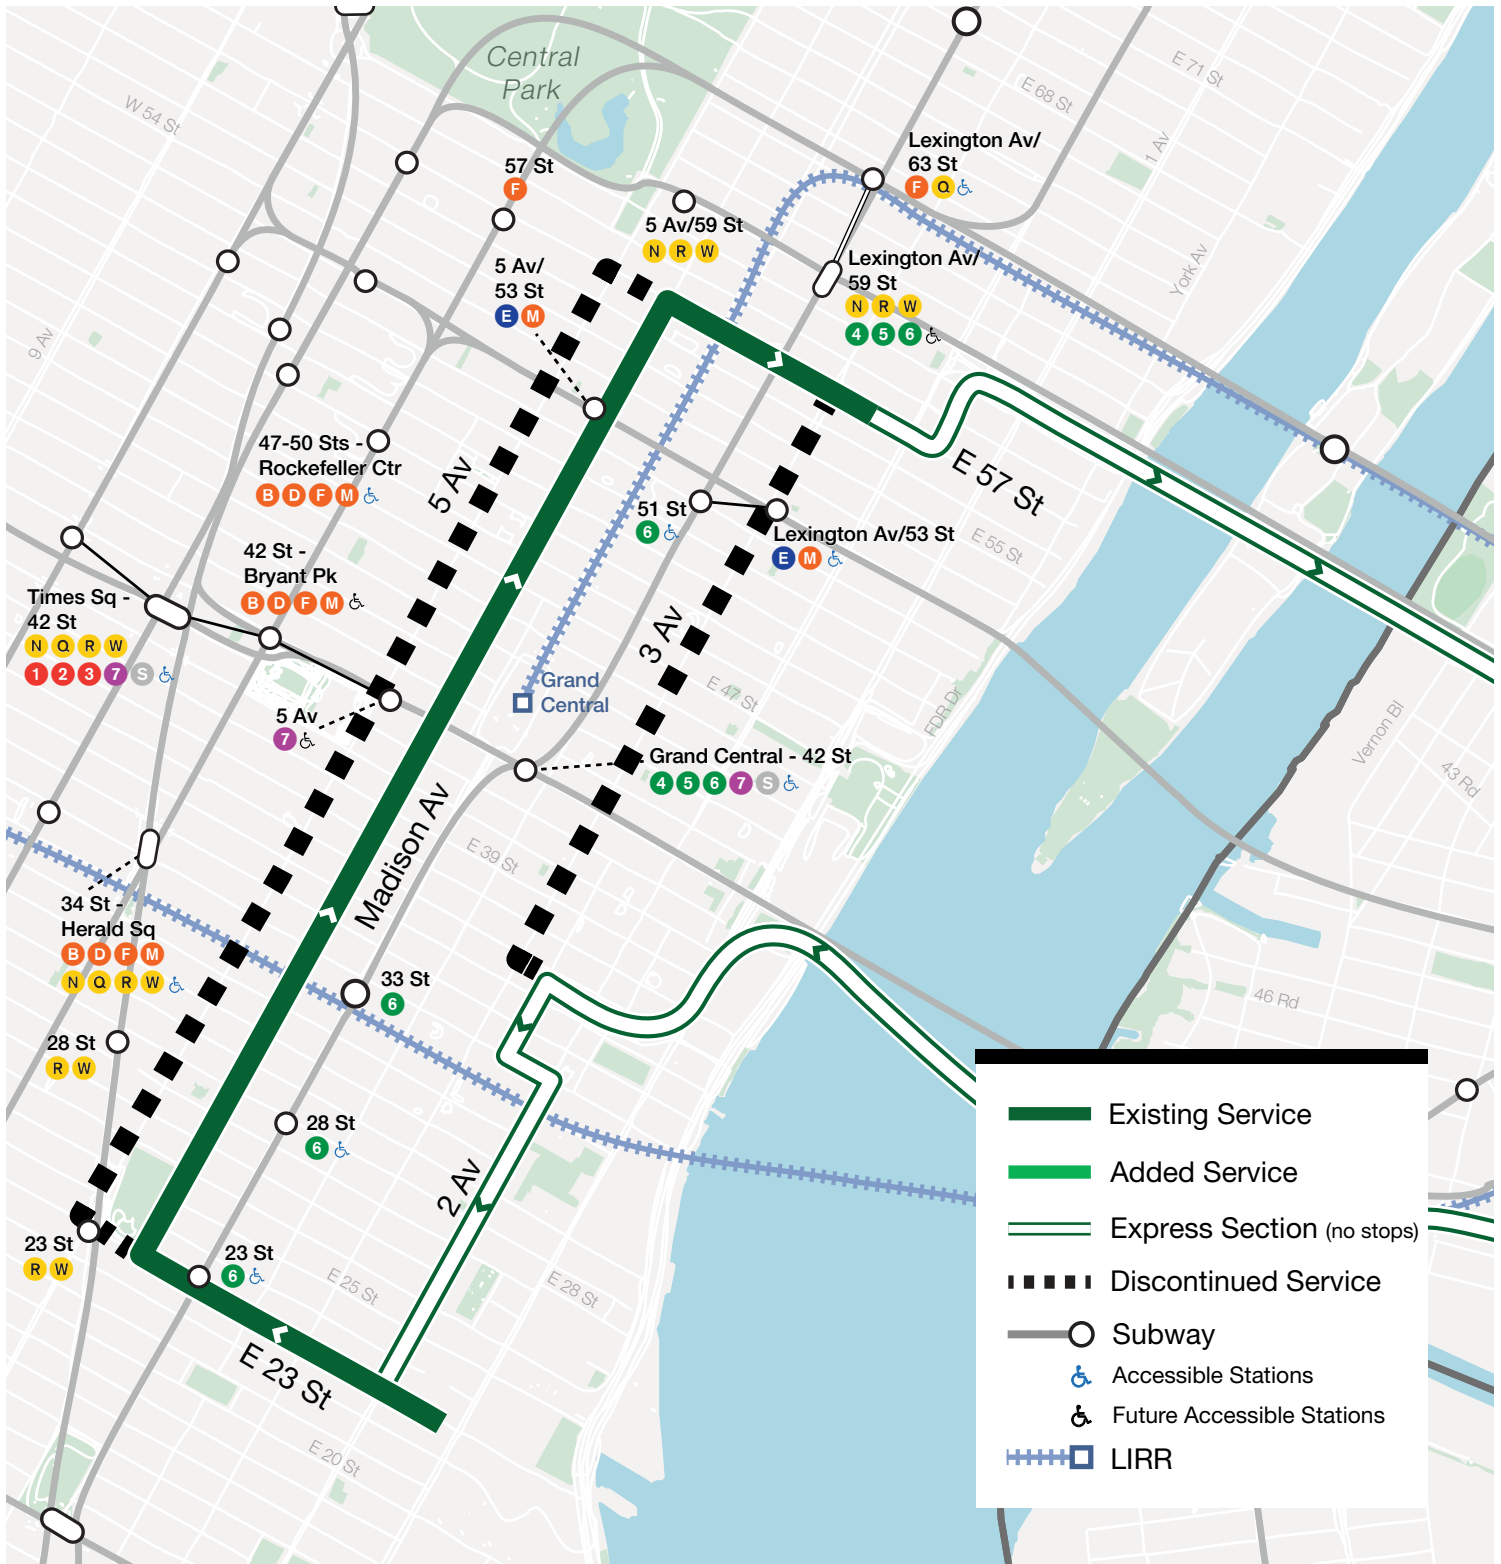 Central
Park
W 54 St
E 71 St
E 68 St
1 Av
York Av
9 Av
57 St
F
Lexington Av/
63 St
F Q
5 Av/59 St
N R W
5 Av/
53 St
E M
Lexington Av/
59 St
N R W
4 5 6
47-50 Sts -
Rockefeller Ctr
B D F M
5 Av
E 57 St
51 St
6
Lexington Av/53 St
E M
E 55 St
42 St -
Bryant Pk
B D F M
Times Sq -
42 St
N Q R W
1 2 3 7 S
3 Av
Grand
Central
E 47 St
FDR Dr
5 Av
7
Grand Central - 42 St
4 5 6 7 S
Vernon Bl
43 Rd
Madison Av
E 39 St
34 St -
Herald Sq
B D F M
N Q R W
33 St
6
46 Rd
28 St
R W
28 St
6
2 Av
23 St
R W
23 St
6
E 25 St
E 28 St
E 23 St
E 20 St
Existing Service
Added Service
Express Section (no stops)
Discontinued Service
Subway
Accessible Stations
Future Accessible Stations
LIRR